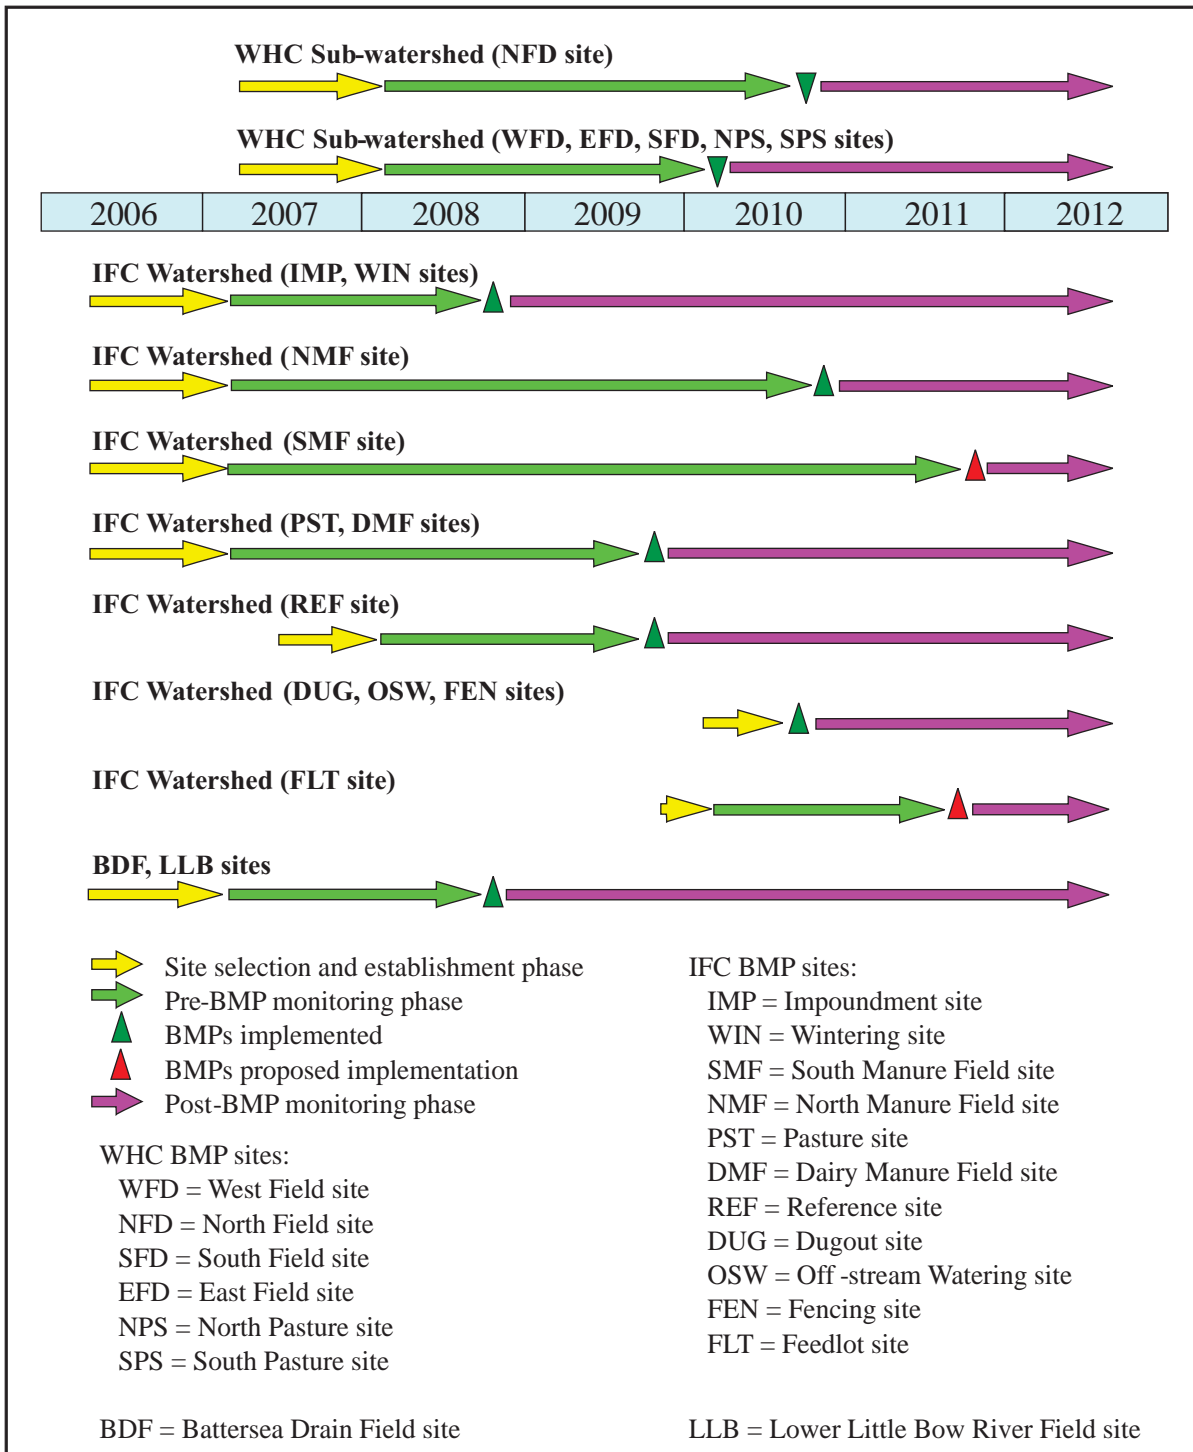 WHC Sub-watershed (NFD site)
WHC Sub-watershed (WFD, EFD, SFD, NPS, SPS sites)
2006 2007 2008 2009 2010 2011 2012
IFC Watershed (IMP, WIN sites)
IFC Watershed (NMF site)
IFC Watershed (SMF site)
IFC Watershed (PST, DMF sites)
IFC Watershed (REF site)
IFC Watershed (DUG, OSW, FEN sites)
IFC Watershed (FLT site)
BDF, LLB sites
Site selection and establishment phase
Pre-BMP monitoring phase
BMPs implemented
BMPs proposed implementation
Post-BMP monitoring phase
WHC BMP sites:
WFD = West Field site
NFD = North Field site
SFD = South Field site
EFD = East Field site
NPS = North Pasture site
SPS = South Pasture site
BDF = Battersea Drain Field site
IFC BMP sites:
IMP = Impoundment site
WIN = Wintering site
SMF = South Manure Field site
NMF = North Manure Field site
PST = Pasture site
DMF = Dairy Manure Field site
REF = Reference site
DUG = Dugout site
OSW = Off -stream Watering site
FEN = Fencing site
FLT = Feedlot site
LLB = Lower Little Bow River Field site